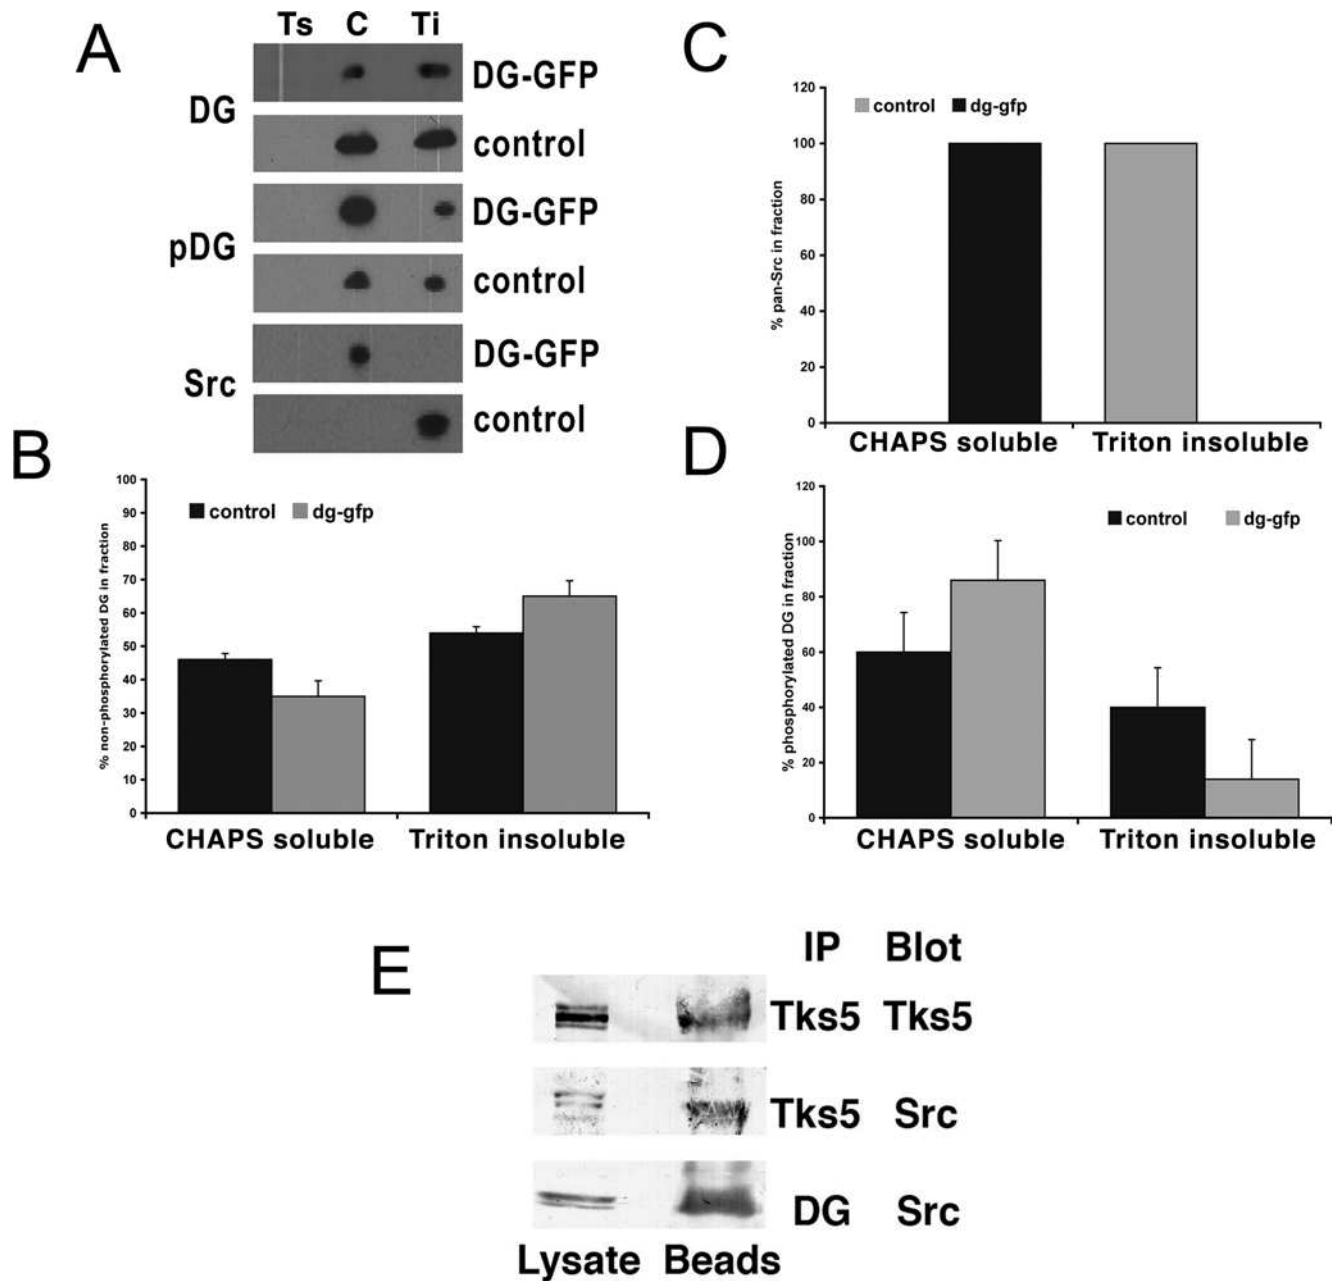 A
Ts C Ti
DG
DG-GFP
control
pDG
DG-GFP
control
Src
DG-GFP
control
B
100
90
80
70
60
50
40
30
20
10
0
% non-phosphorylated DG in fraction
control dg-gfp
CHAPS soluble Triton insoluble
C
120
100
80
60
40
20
0
% pan-Src in fraction
control dg-gfp
CHAPS soluble Triton insoluble
D
120
100
80
60
40
20
0
% phosphorylated DG in fraction
control dg-gfp
CHAPS soluble Triton insoluble
E
IP Blot
Tks5 Tks5
Tks5 Src
DG Src
Lysate Beads